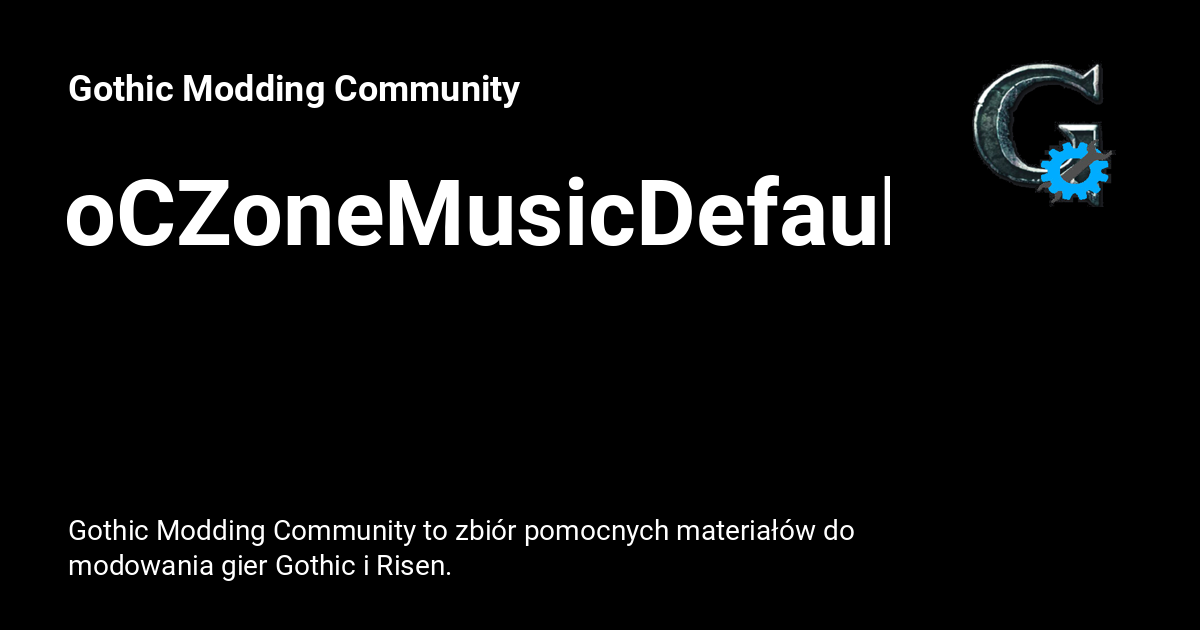 Gothic Modding Community
oCZoneMusicDefaul
Gothic Modding Community to zbiór pomocnych materiałów do
modowania gier Gothic i Risen.